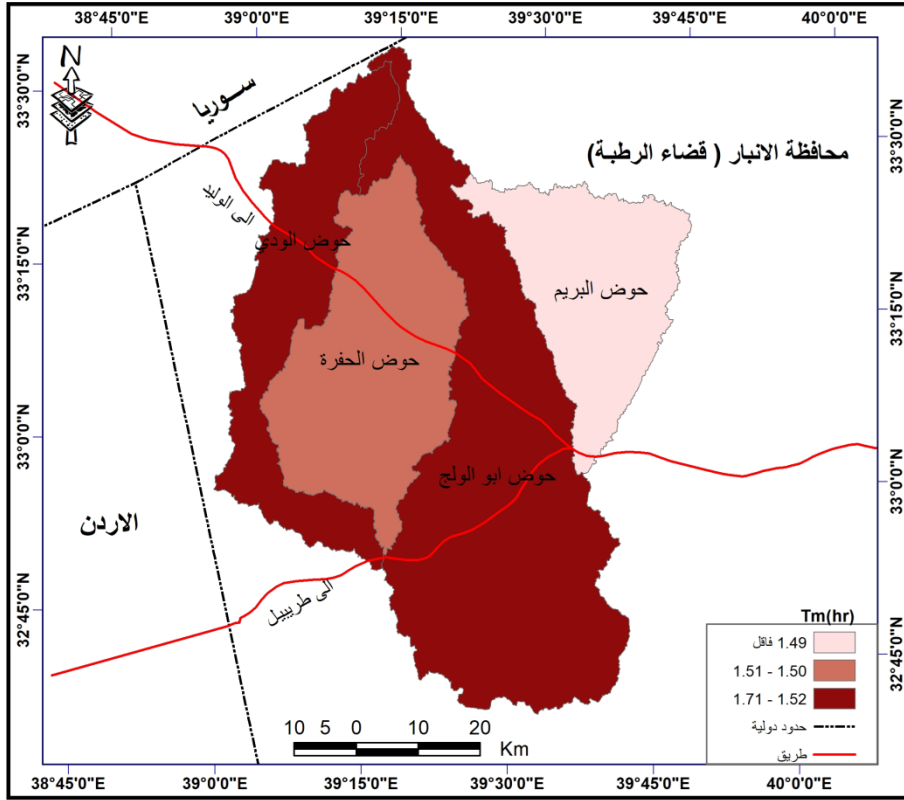 38°45'0"E 39°0'0"E 39°15'0"E 39°30'0"E 39°45'0"E 40°0'0"E
N
33°30'0"N
33°30'0"N
سوريا
محافظة الانبار ( قضاء الرطبة)
الى الوليد
حوض الودي
33°15'0"N
33°15'0"N
حوض البريم
حوض الحفرة
33°0'0"N
33°0'0"N
حوض ابو الولج
الاردن
الى طريبيل
32°45'0"N
32°45'0"N
Tm(hr)
1.49 فاقل
1.51 - 1.50
1.71 - 1.52
حدود دولية
طريق
10 5 0 10 20
Km
38°45'0"E 39°0'0"E 39°15'0"E 39°30'0"E 39°45'0"E 40°0'0"E